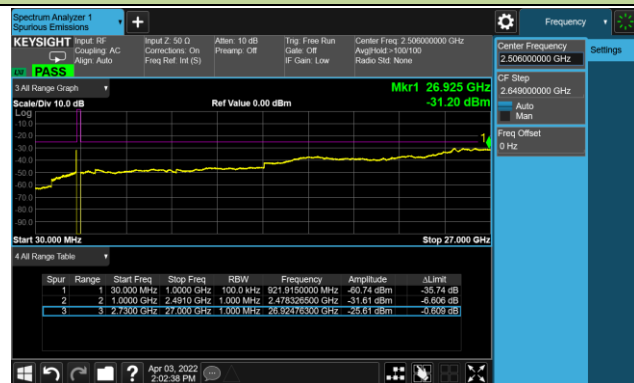 Spectrum Analyzer 1
Spurious Emissions
Frequency
KEYSIGHT Input: RF
Coupling: AC
Align: Auto
Input Z: 50 Ω
Corrections: On
Freq Ref: Int (S)
Atten: 10 dB
Preamp: Off
Trig: Free Run
Gate: Off
IF Gain: Low
Center Freq: 2.506000000 GHz
Avg|Hold >100/100
Radio Std: None
PASS
Center Frequency
2.506000000 GHz
Settings
CF Step
2.649000000 GHz
Auto
Man
Freq Offset
0 Hz
3 All Range Graph
Mkr1 26.925 GHz
Scale/Div 10.0 dB
Ref Value 0.00 dBm
-31.20 dBm
Log
-10.0
-20.0
-30.0
-40.0
-50.0
-60.0
-70.0
-80.0
-90.0
1
Start 30.000 MHz
Stop 27.000 GHz
4 All Range Table
Spur Range Start Freq Stop Freq RBW Frequency Amplitude ΔLimit
1 1 30.000 MHz 1.0000 GHz 100.0 kHz 921.9150000 MHz -60.74 dBm -35.74 dB
2 2 1.0000 GHz 2.4910 GHz 1.000 MHz 2.478326500 GHz -31.61 dBm -6.606 dB
3 3 2.7300 GHz 27.000 GHz 1.000 MHz 26.92476300 GHz -25.61 dBm -0.609 dB
Apr 03, 2022
2:02:38 PM